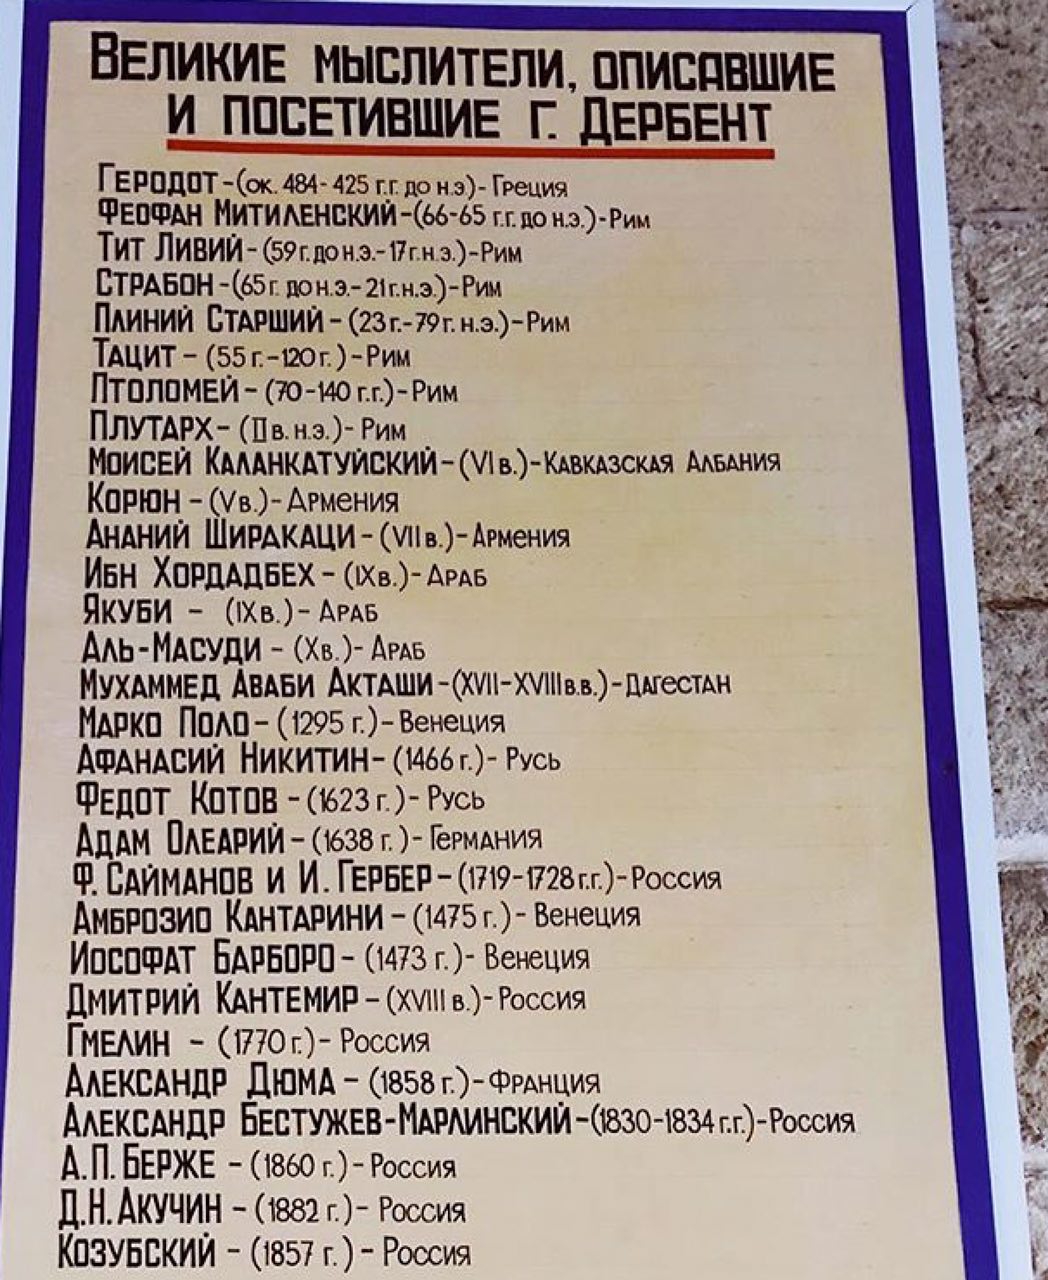 Великие мыслители, описавшие
и посетившие г. Дербент
Геродот-(ок. 484-425 г.г. до н.э)-Греция
Феофан Митиленский-(66-65 г.г. до н.э.)-Рим
Тит Ливий-(59 г. до н.э.-17 г. н.э.)-Рим
Страбон-(65 г. до н.э.-21 г. н.э.)-Рим
Плиний Старший-(23 г.-79 г. н.э.)-Рим
Тацит-(55 г.-120 г.)-Рим
Птоломей-(70-140 г.г.)-Рим
Плутарх-(II в. н.э.)-Рим
Моисей Каланкатуйский-(VI в.)-Кавказская Албания
Корюн-(V в.)-Армения
Ананий Ширакаци-(VII в.)-Армения
Ибн Хордадбех-(IX в.)-Араб
Якуби - (IX в.)-Араб
Аль-Масуди - (X в.)-Араб
Мухаммед Аваби Акташи-(XVII-XVIII в.в.)-Дагестан
Марко Поло-(1295 г.)-Венеция
Афанасий Никитин-(1466 г.)-Русь
Федот Котов-(1623 г.)-Русь
Адам Олеарий-(1638 г.)-Германия
Ф. Сайманов и И. Гербер-(1719-1728 г.г.)-Россия
Амброзио Кантарини-(1475 г.)-Венеция
Иософат Барборо-(1473 г.)-Венеция
Дмитрий Кантемир-(XVIII в.)-Россия
Гмелин - (1770 г.)-Россия
Александр Дюма-(1858 г.)-Франция
Александр Бестужев-Марлинский-(1830-1834 г.г.)-Россия
А.П. Берже - (1860 г.)-Россия
Д.Н. Акучин - (1882 г.)-Россия
Козубский - (1857 г.) - Россия